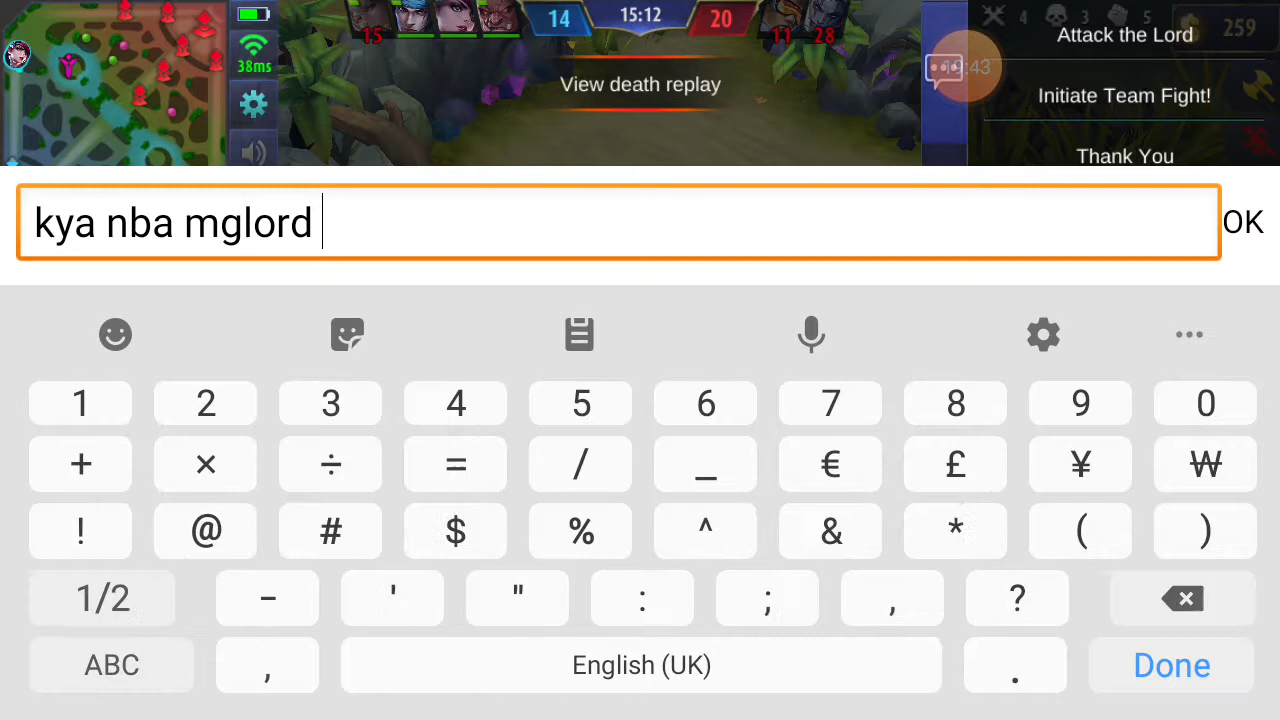 14 15:12 20
15 11 28
38ms
View death replay
19:43
4 3 5 259
Attack the Lord
Initiate Team Fight!
Thank You
kya nba mglord
OK
1 2 3 4 5 6 7 8 9 0
+ × ÷ = / _ € £ ¥ ₩
! @ # $ % ^ & * ( )
1/2 - ' " : ; , ?
ABC , English (UK) . Done